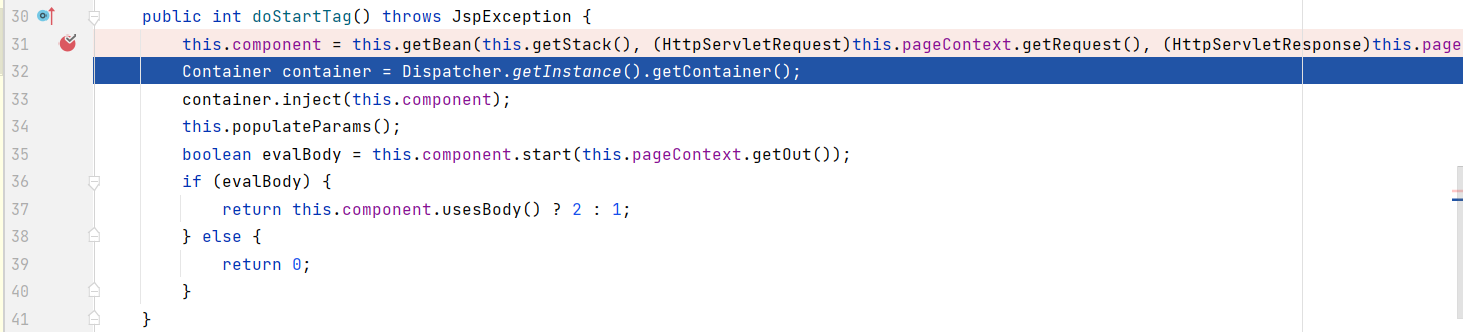 30 public int doStartTag() throws JspException {
31 this.component = this.getBean(this.getStack(), (HttpServletRequest)this.pageContext.getRequest(), (HttpServletResponse)this.page
32 Container container = Dispatcher.getInstance().getContainer();
33 container.inject(this.component);
34 this.populateParams();
35 boolean evalBody = this.component.start(this.pageContext.getOut());
36 if (evalBody) {
37 return this.component.usesBody() ? 2 : 1;
38 } else {
39 return 0;
40 }
41 }